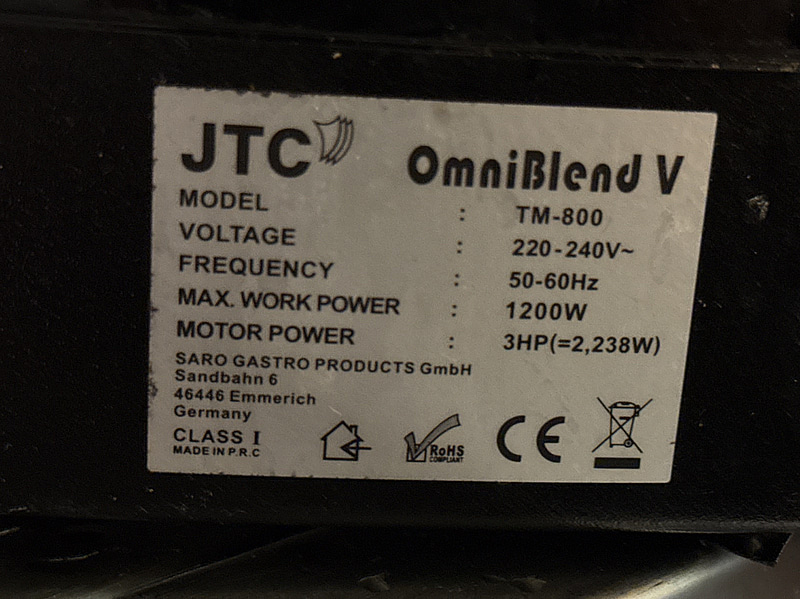 JTC
OmniBlend V
MODEL : TM-800
VOLTAGE : 220-240V~
FREQUENCY : 50-60Hz
MAX. WORK POWER : 1200W
MOTOR POWER : 3HP(=2,238W)
SARO GASTRO PRODUCTS GmbH
Sandbahn 6
46446 Emmerich
Germany
CLASS I
MADE IN P.R.C
RoHS
COMPLIANT
CE